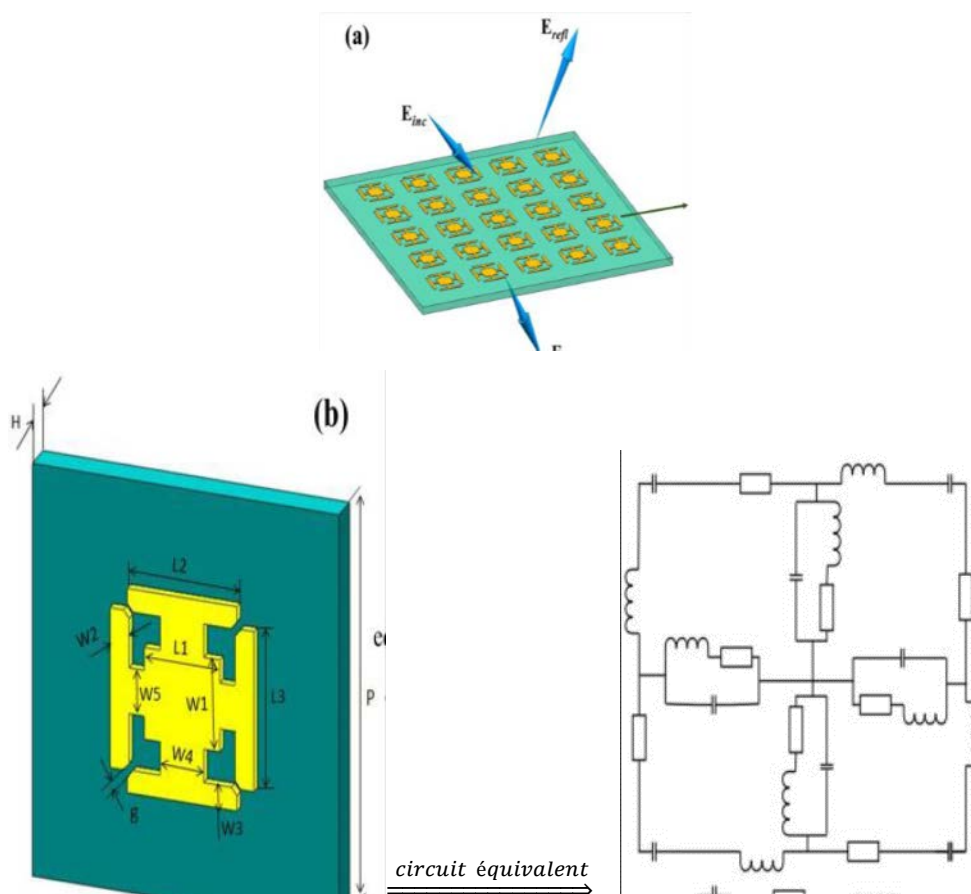 (a)
E_refl
E_inc
(b)
H
L2
W2
L1
W5
W1
L3
P
W4
g
W3
circuit équivalent